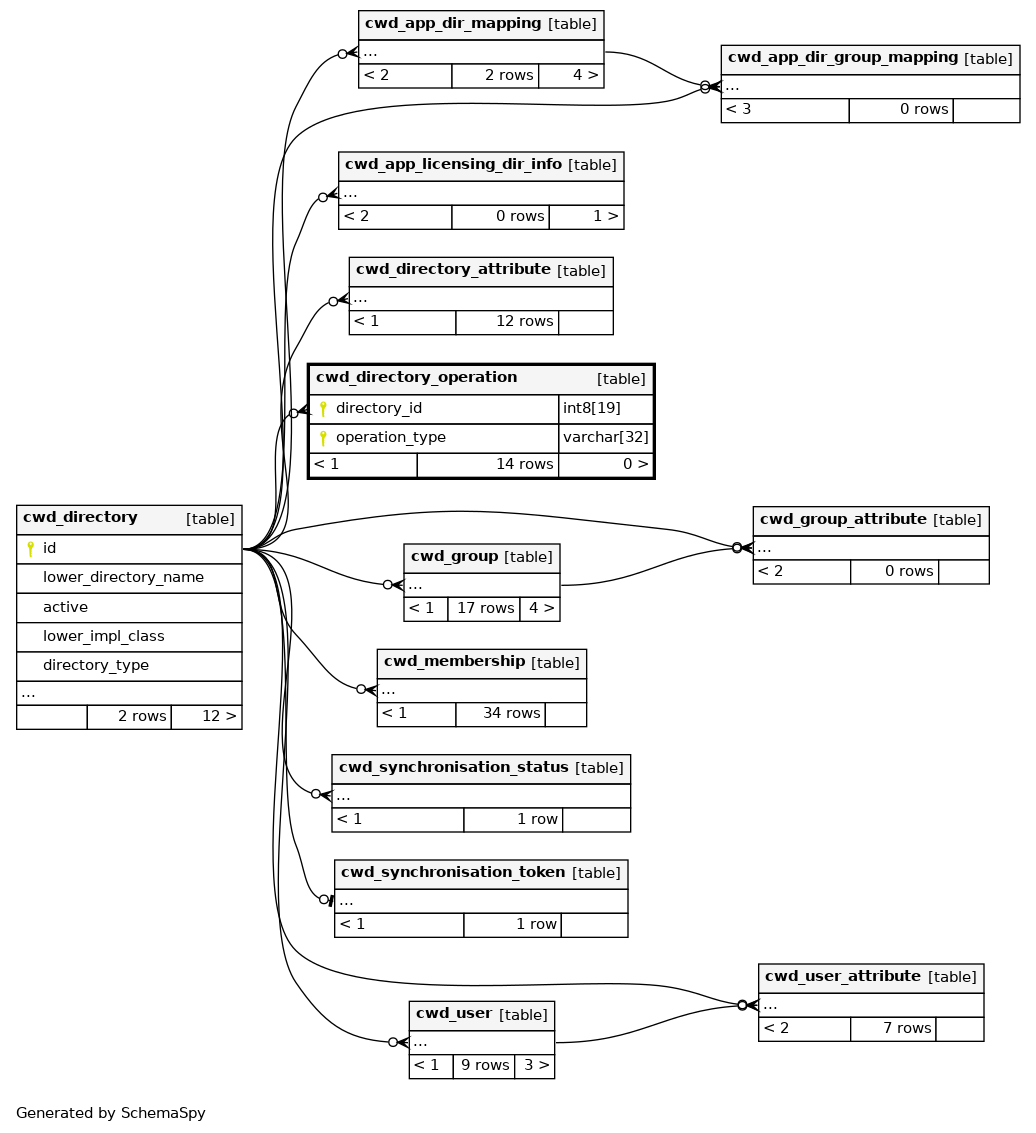 cwd_app_dir_mapping [table]
...
< 2 2 rows 4 >
cwd_app_dir_group_mapping [table]
...
< 3 0 rows
cwd_app_licensing_dir_info [table]
...
< 2 0 rows 1 >
cwd_directory_attribute [table]
...
< 1 12 rows
cwd_directory_operation [table]
directory_id int8[19]
operation_type varchar[32]
< 1 14 rows 0 >
cwd_directory [table]
id
lower_directory_name
active
lower_impl_class
directory_type
...
2 rows 12 >
cwd_group_attribute [table]
...
< 2 0 rows
cwd_group [table]
...
< 1 17 rows 4 >
cwd_membership [table]
...
< 1 34 rows
cwd_synchronisation_status [table]
...
< 1 1 row
cwd_synchronisation_token [table]
...
< 1 1 row
cwd_user_attribute [table]
...
< 2 7 rows
cwd_user [table]
...
< 1 9 rows 3 >
Generated by SchemaSpy